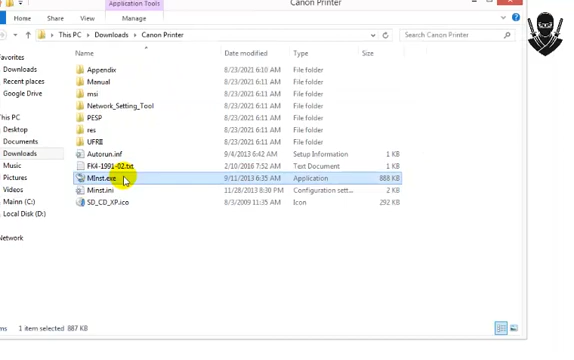 Application Tools
Canon Printer
Home Share View Manage
This PC Downloads Canon Printer
Search Canon Printer
Name Date modified Type Size
Favorites
Downloads
Recent places
Google Drive
This PC
Desktop
Documents
Downloads
Music
Pictures
Videos
Mainn (C:)
Local Disk (D:)
Network
Appendix 8/23/2021 6:10 AM File folder
Manual 8/23/2021 6:11 AM File folder
msi 8/23/2021 6:11 AM File folder
Network_Setting_Tool 8/23/2021 6:11 AM File folder
PESP 8/23/2021 6:11 AM File folder
res 8/23/2021 6:11 AM File folder
UFRII 8/23/2021 6:11 AM File folder
Autorun.inf 9/4/2013 6:42 AM Setup Information 1 KB
FK4-1991-02.txt 2/10/2016 7:52 AM Text Document 1 KB
MInst.exe 9/11/2013 6:35 AM Application 888 KB
Minst.ini 11/28/2013 8:30 PM Configuration sett... 2 KB
SD_CD_XP.ico 8/3/2009 11:35 AM Icon 292 KB
1 item selected 887 KB